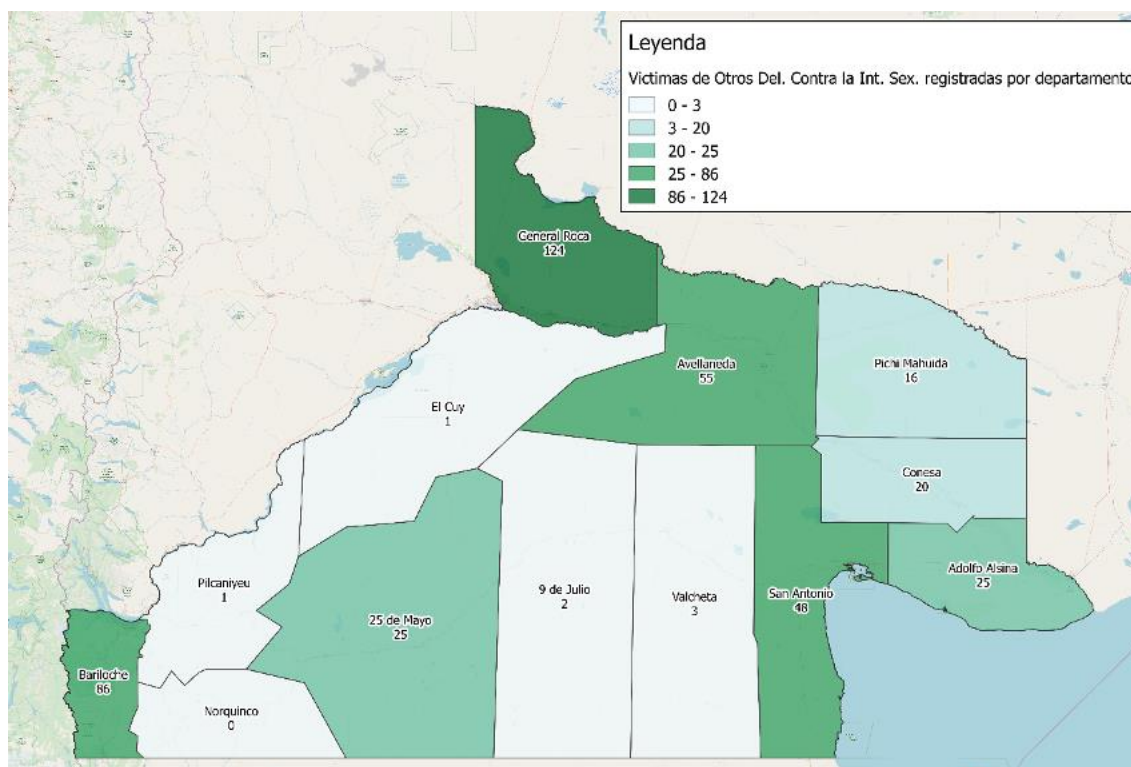 Leyenda
Victimas de Otros Del. Contra la Int. Sex. registradas por departamento
0 - 3
3 - 20
20 - 25
25 - 86
86 - 124
General Roca
124
Avellaneda
55
Pichi Mahuida
16
El Cuy
1
Conesa
20
Adolfo Alsina
25
Pilcaniyeu
1
9 de Julio
2
Valcheta
3
San Antonio
48
25 de Mayo
25
Bariloche
86
Norquinco
0